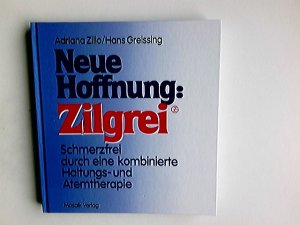 Adriana Zillo/Hans Greissing
Neue
Hoffnung:
Zilgrei
Schmerzfrei
durch eine kombinierte
Haltungs- und
Atemtherapie
Mosaik Verlag